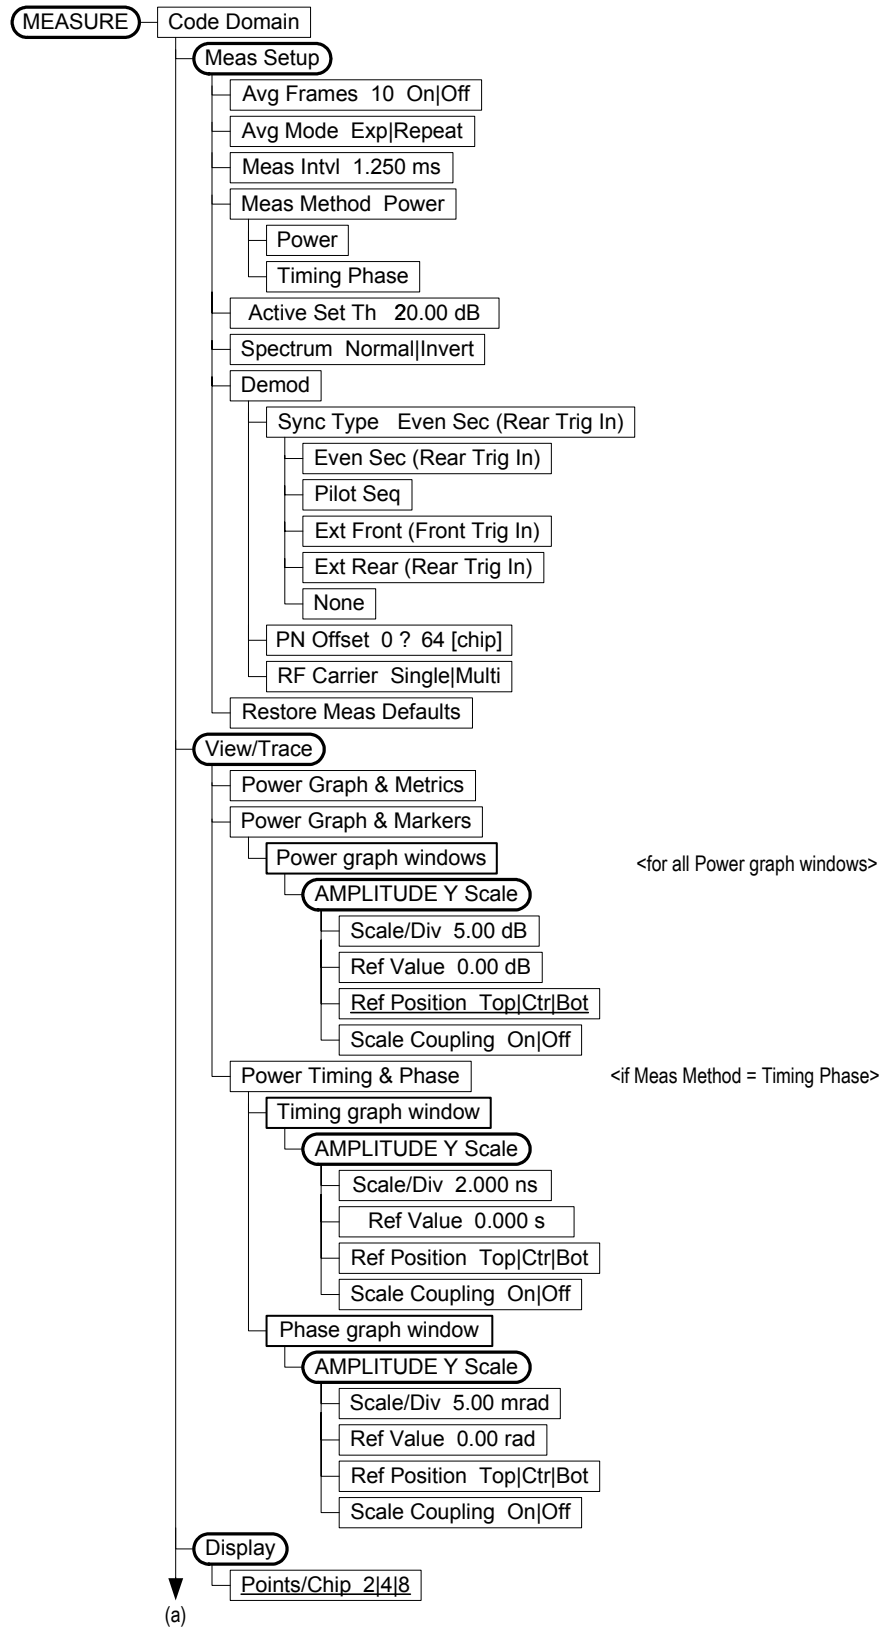 MEASURE Code Domain
Meas Setup
Avg Frames 10 On|Off
Avg Mode Exp|Repeat
Meas Intvl 1.250 ms
Meas Method Power
Power
Timing Phase
Active Set Th 20.00 dB
Spectrum Normal|Invert
Demod
Sync Type Even Sec (Rear Trig In)
Even Sec (Rear Trig In)
Pilot Seq
Ext Front (Front Trig In)
Ext Rear (Rear Trig In)
None
PN Offset 0 ? 64 [chip]
RF Carrier Single|Multi
Restore Meas Defaults
View/Trace
Power Graph & Metrics
Power Graph & Markers
Power graph windows <for all Power graph windows>
AMPLITUDE Y Scale
Scale/Div 5.00 dB
Ref Value 0.00 dB
Ref Position Top|Ctr|Bot
Scale Coupling On|Off
Power Timing & Phase <if Meas Method = Timing Phase>
Timing graph window
AMPLITUDE Y Scale
Scale/Div 2.000 ns
Ref Value 0.000 s
Ref Position Top|Ctr|Bot
Scale Coupling On|Off
Phase graph window
AMPLITUDE Y Scale
Scale/Div 5.00 mrad
Ref Value 0.00 rad
Ref Position Top|Ctr|Bot
Scale Coupling On|Off
Display
Points/Chip 2|4|8
(a)